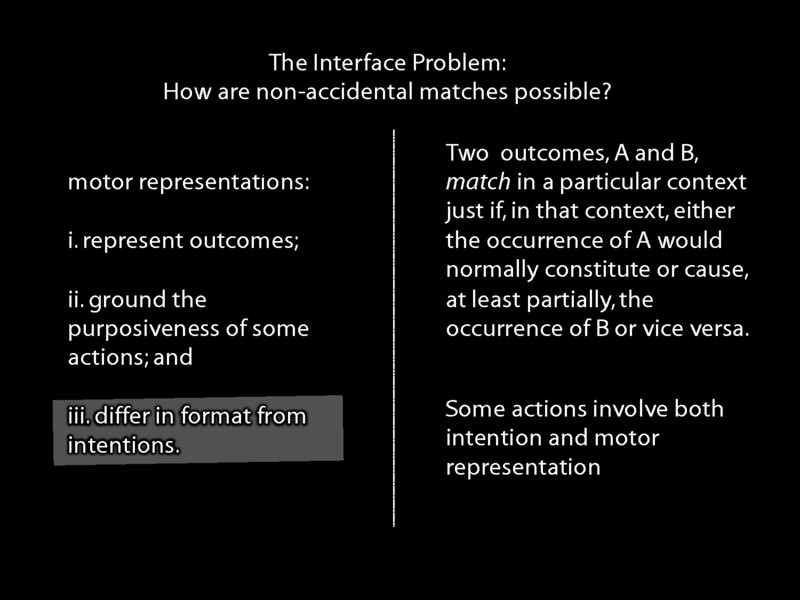 The Interface Problem:
How are non-accidental matches possible?
motor representations:
i. represent outcomes;
ii. ground the
purposiveness of some
actions; and
iii. differ in format from
intentions.
Two outcomes, A and B,
match in a particular context
just if, in that context, either
the occurrence of A would
normally constitute or cause,
at least partially, the
occurrence of B or vice versa.
Some actions involve both
intention and motor
representation